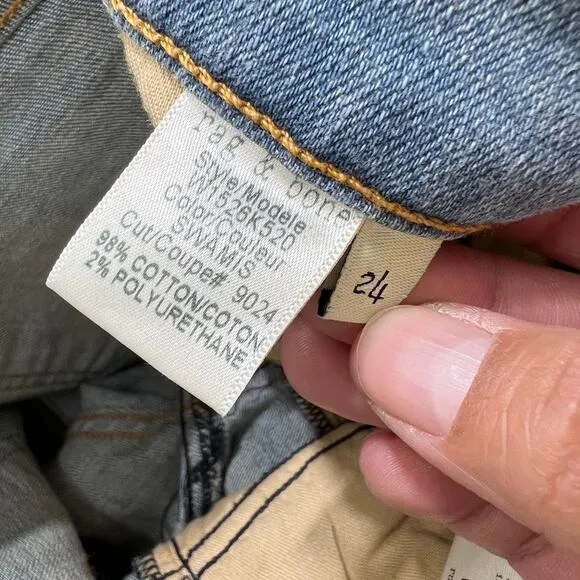 rag & bone
Style/Modele
W1526K520
Color/Couleur
SWAMIS
Cut/Coupe# 9024
98% COTTON/COTON
2% POLYURETHANE
24